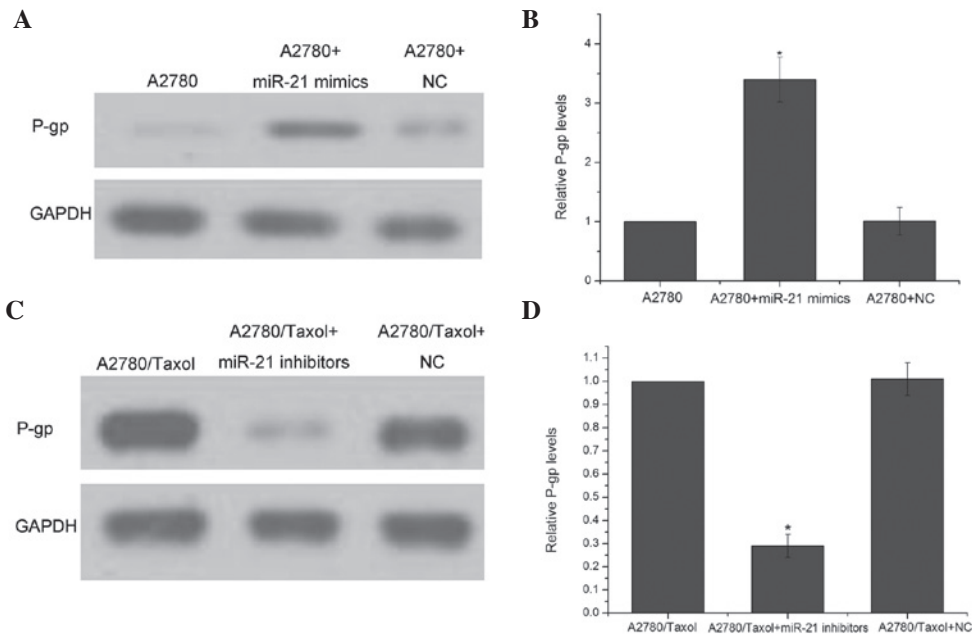 A
A2780
A2780+
miR-21 mimics
A2780+
NC
P-gp
GAPDH
B
Relative P-gp levels
4
3
2
1
0
*
A2780
A2780+miR-21 mimics
A2780+NC
C
A2780/Taxol
A2780/Taxol+
miR-21 inhibitors
A2780/Taxol+
NC
P-gp
GAPDH
D
Relative P-gp levels
1.1
1.0
0.9
0.8
0.7
0.6
0.5
0.4
0.3
0.2
0.1
0.0
*
A2780/Taxol
A2780/Taxol+miR-21 inhibitors
A2780/Taxol+NC